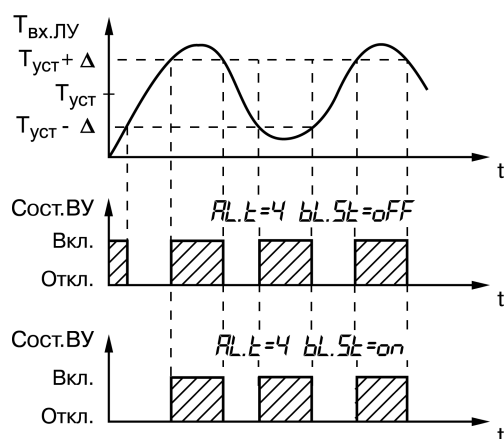 Tвх.ЛУ
Tуст+ Δ
Tуст
Tуст - Δ
t
Сост.ВУ
AL.t=4 bL.St=oFF
Вкл.
Откл.
t
Сост.ВУ
AL.t=4 bL.St=on
Вкл.
Откл.
t